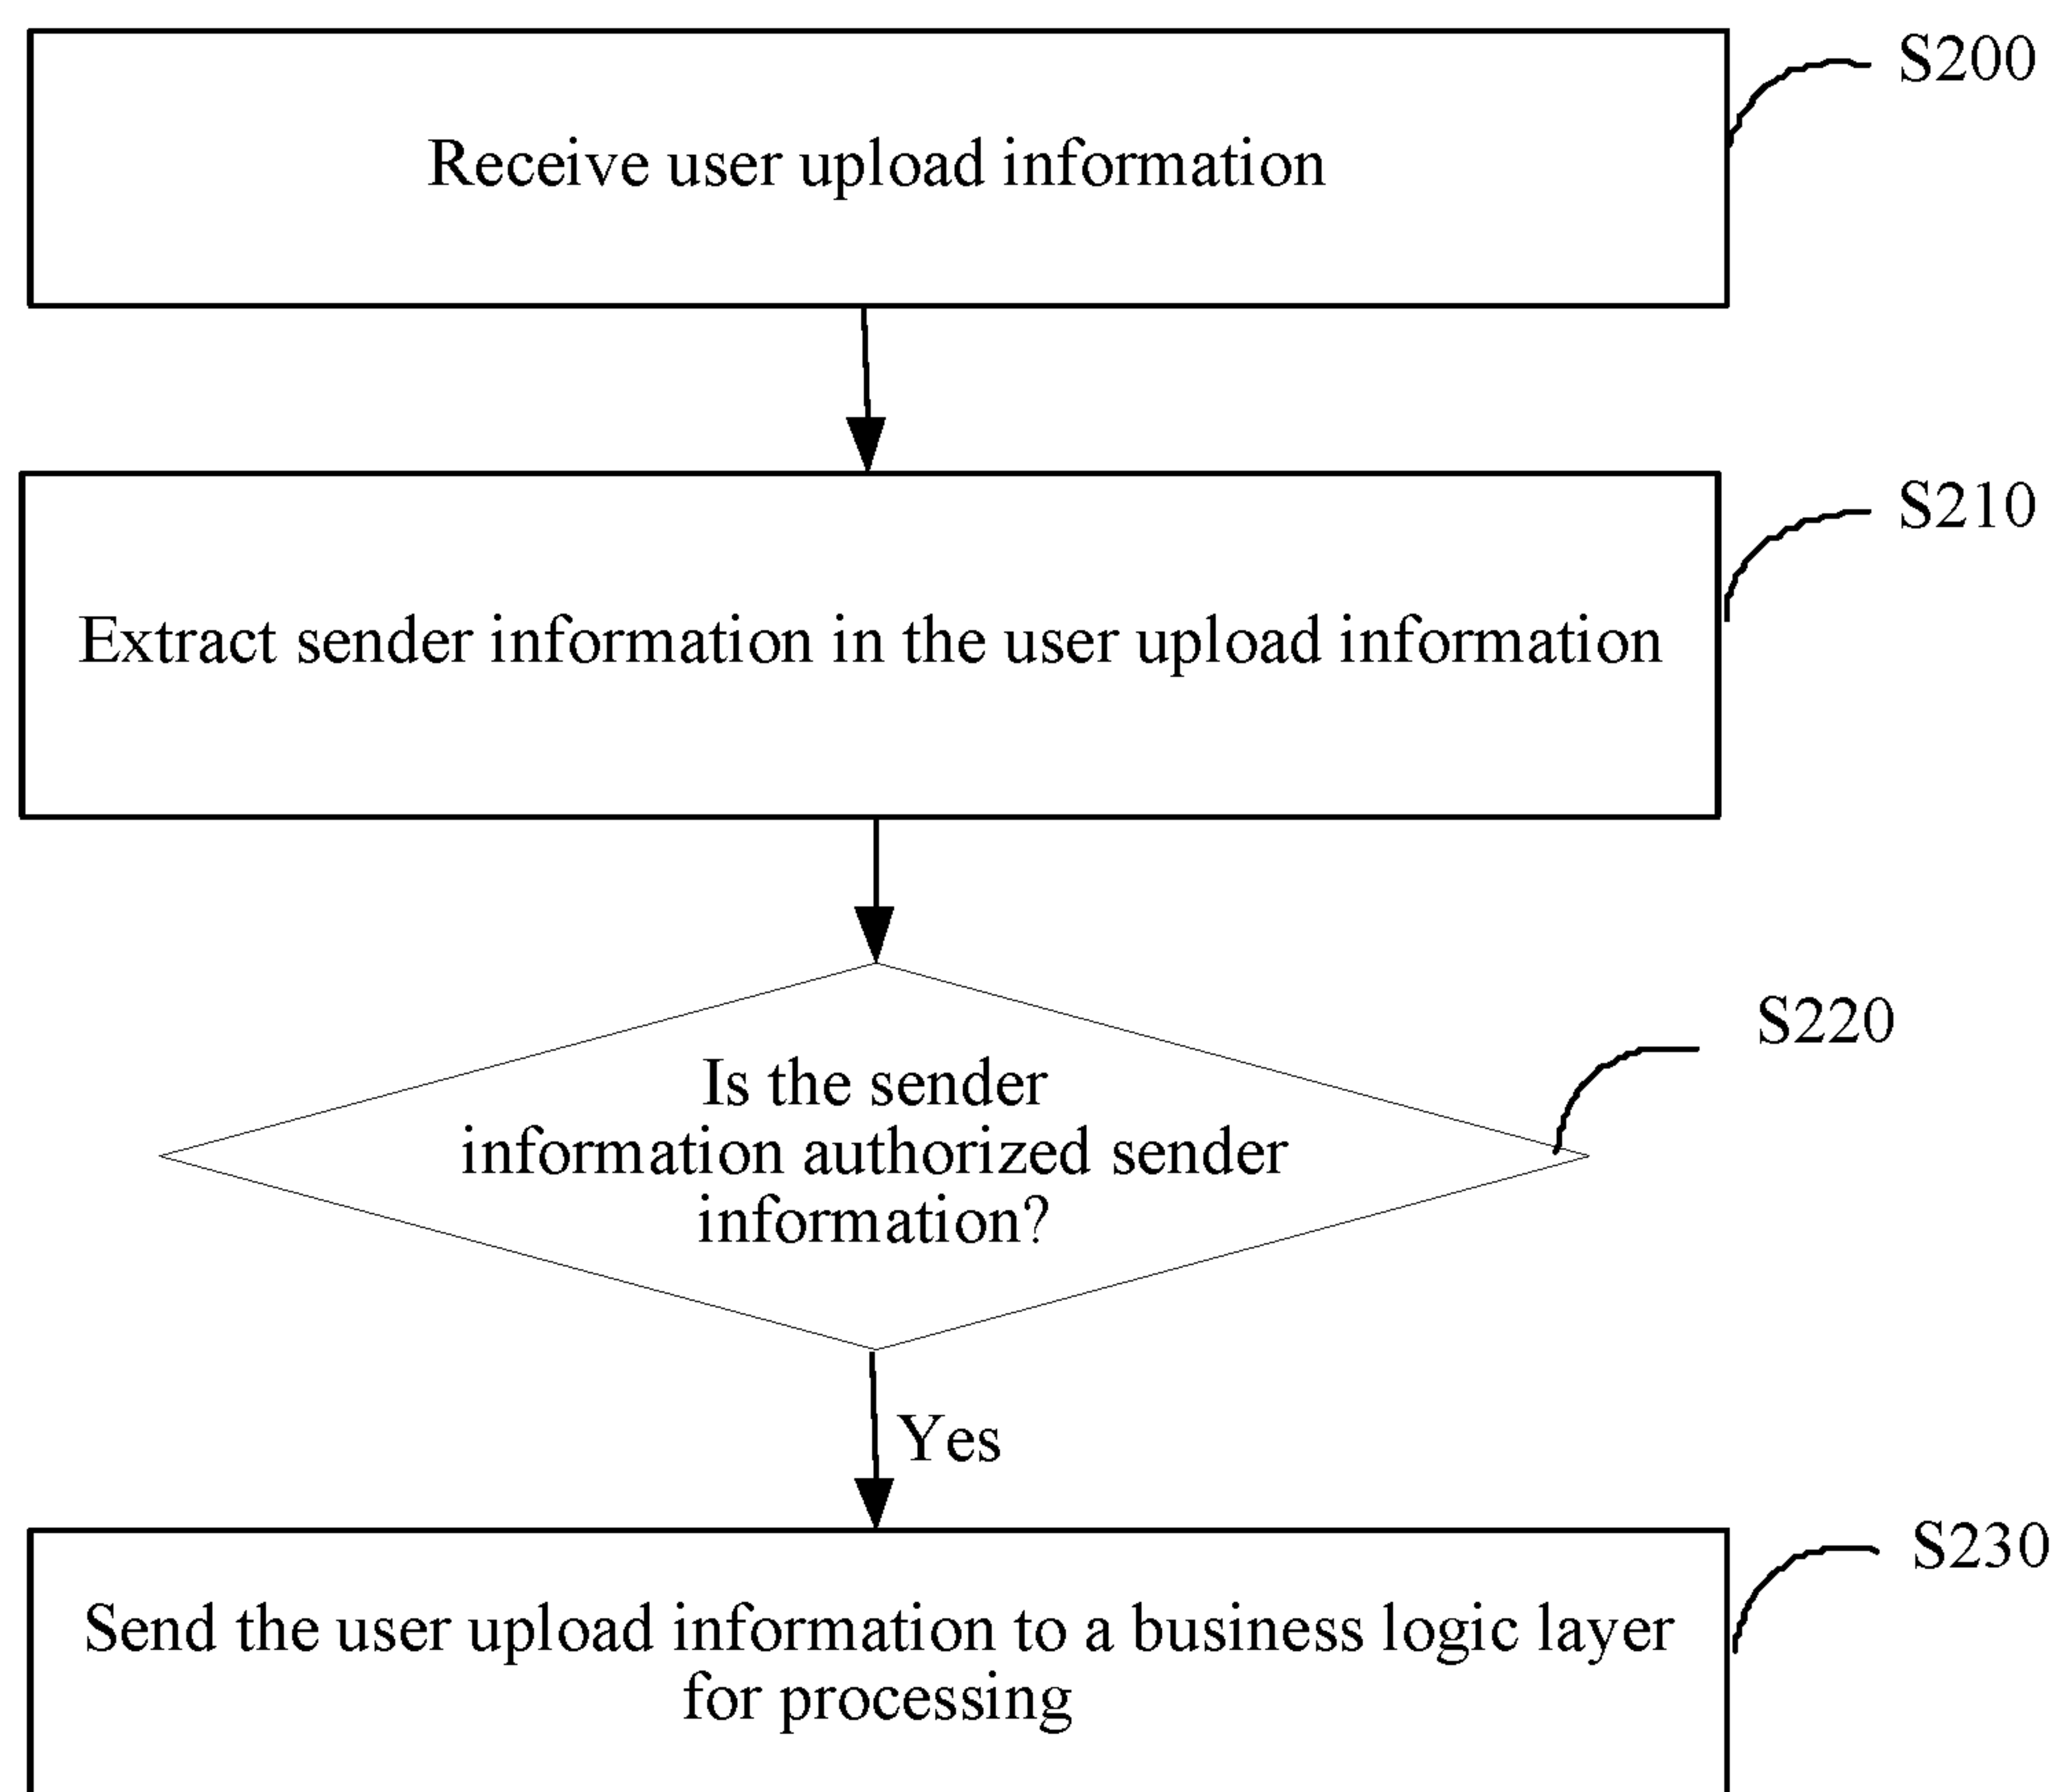 S200
Receive user upload information
S210
Extract sender information in the user upload information
S220
Is the sender
information authorized sender
information?
Yes
S230
Send the user upload information to a business logic layer
for processing